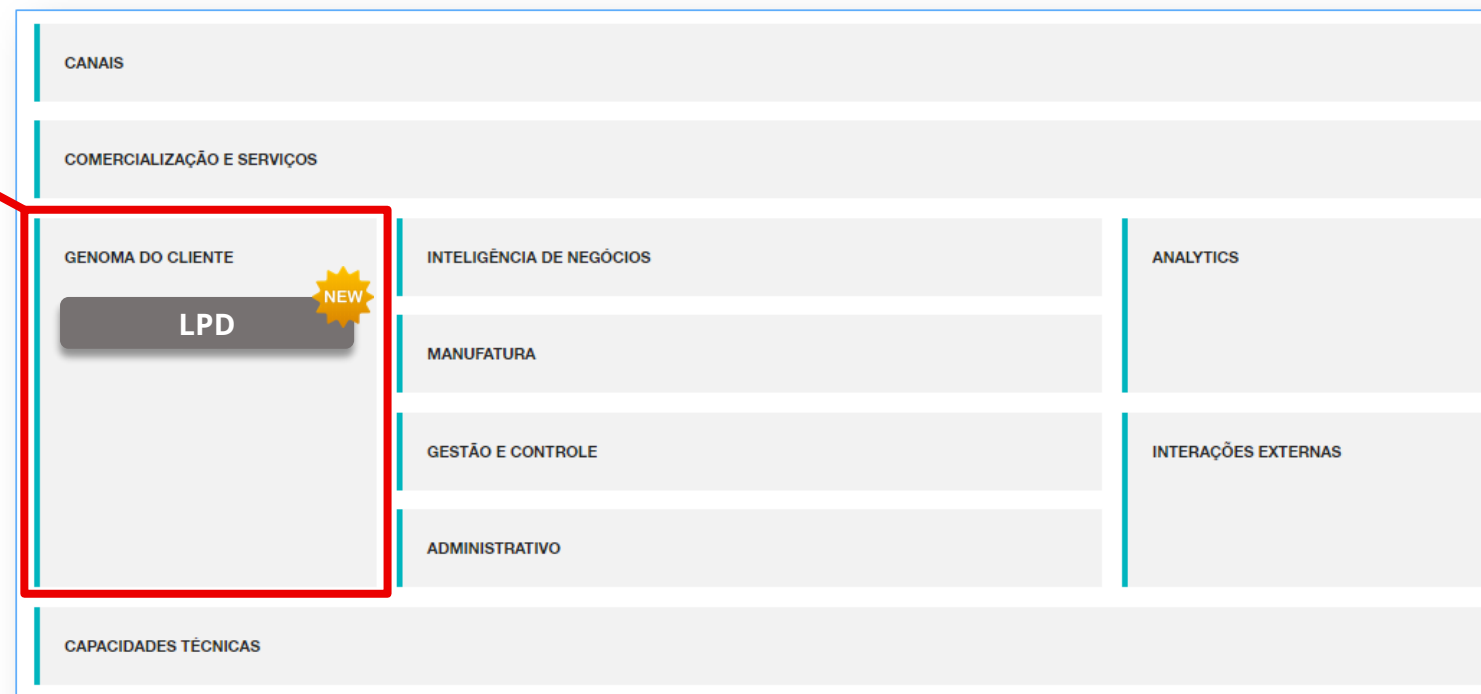 CANAIS
COMERCIALIZAÇÃO E SERVIÇOS
GENOMA DO CLIENTE
NEW
LPD
INTELIGÊNCIA DE NEGÓCIOS
MANUFATURA
GESTÃO E CONTROLE
ADMINISTRATIVO
ANALYTICS
INTERAÇÕES EXTERNAS
CAPACIDADES TÉCNICAS